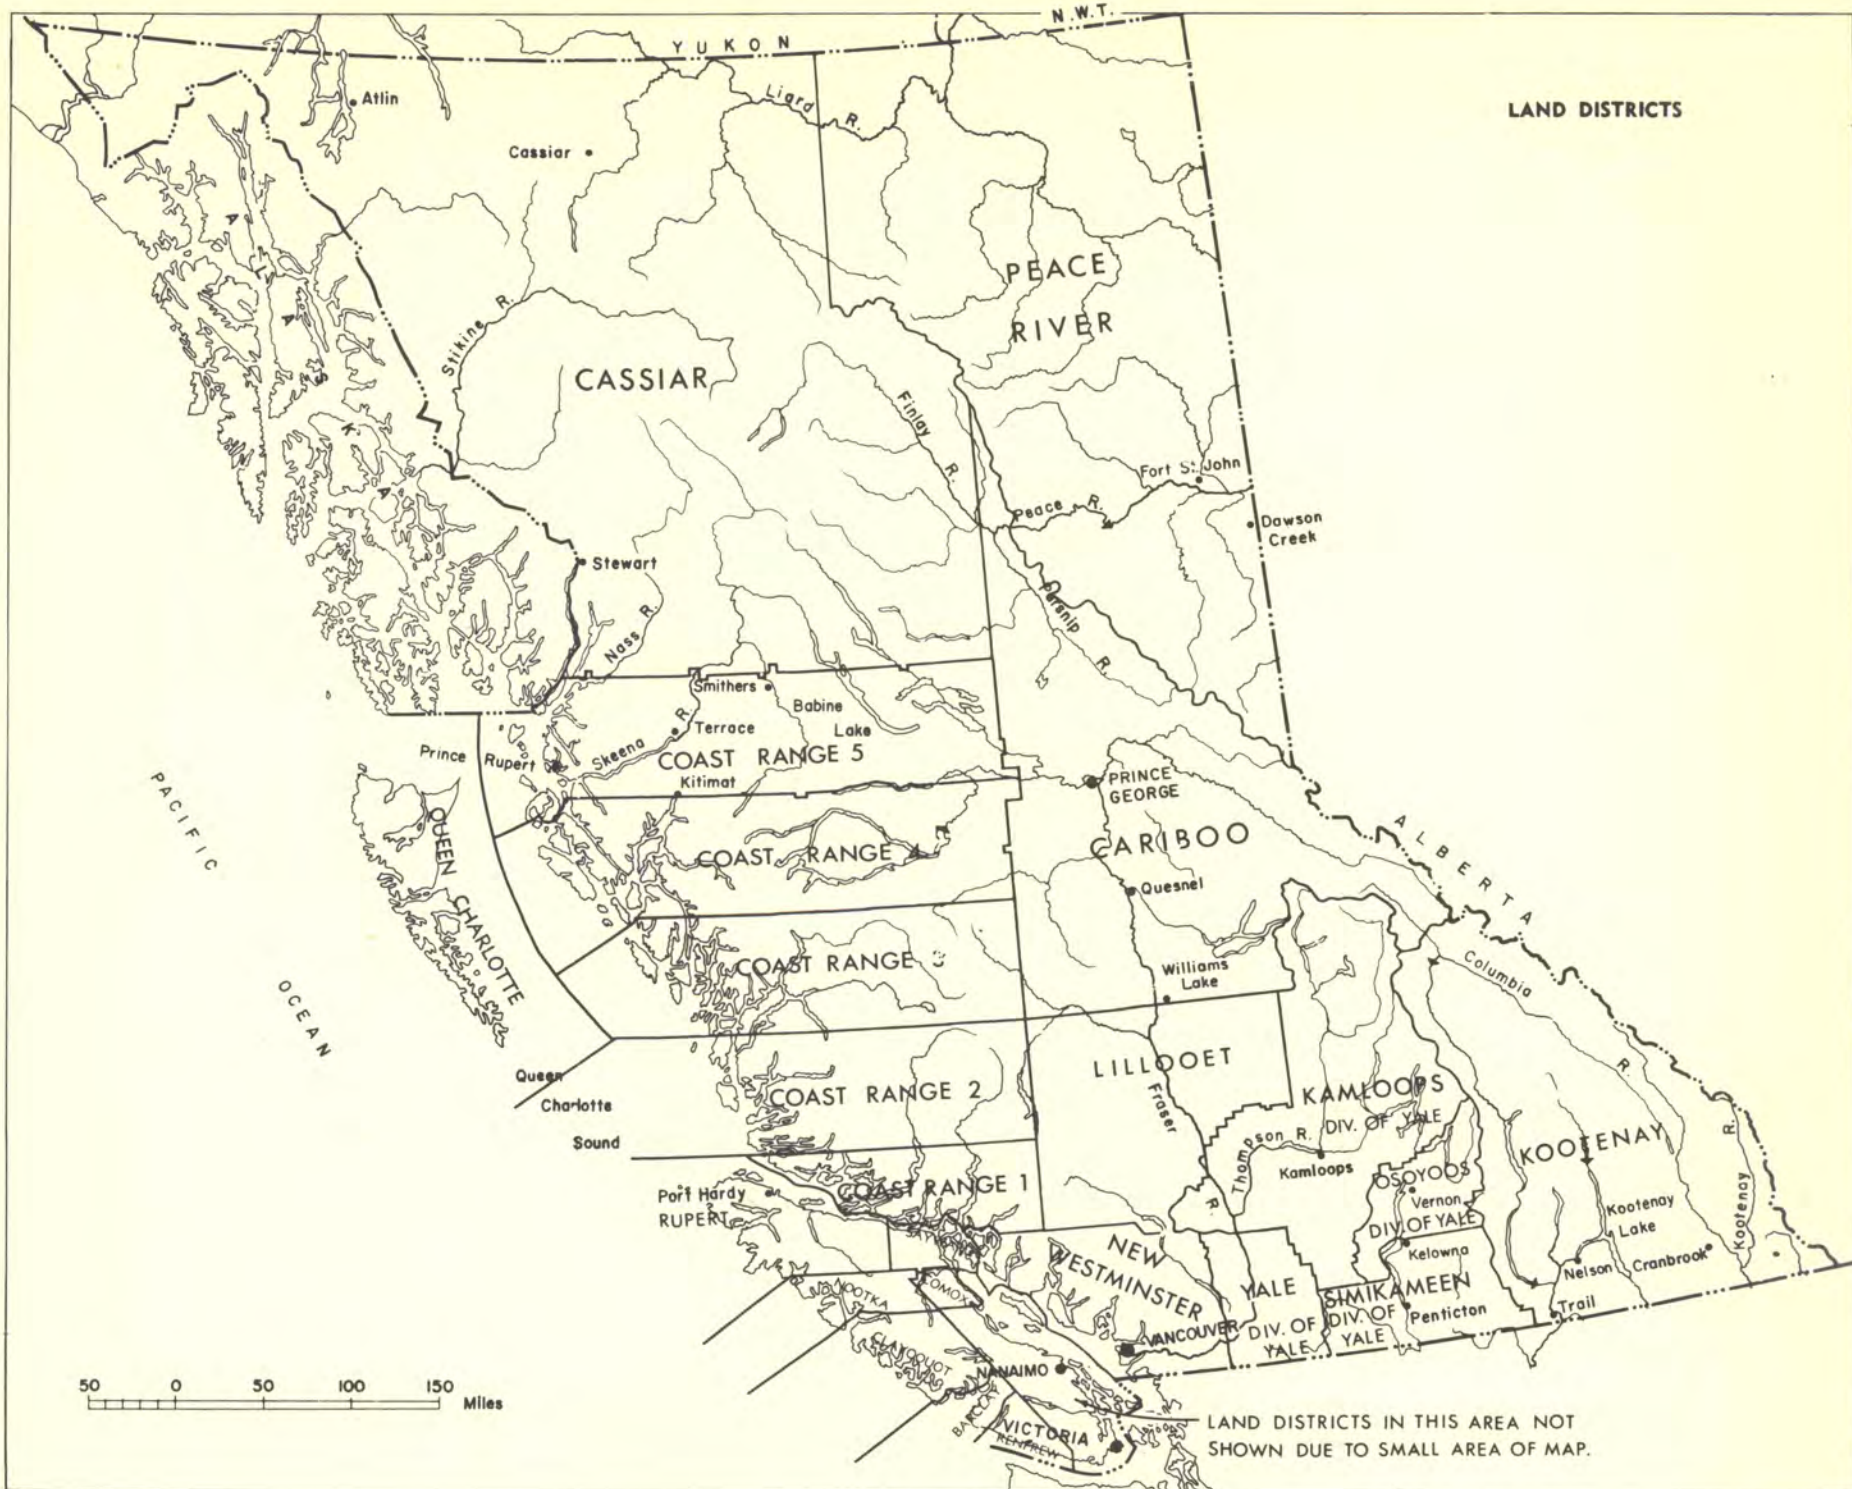 N.W.T.
YUKON
LAND DISTRICTS
Atlin
Liard R.
Cassiar
ALASKA
PEACE
RIVER
Stikine R.
CASSIAR
Finlay R.
Fort St. John
Peace R.
Dawson
Creek
Stewart
Parsnip R.
Nass R.
Smithers
Babine
Lake
Terrace
Skeena R.
Prince Rupert
COAST RANGE 5
Kitimat
PRINCE
GEORGE
PACIFIC
OCEAN
QUEEN CHARLOTTE
COAST RANGE 4
CARIBOO
ALBERTA
Quesnel
COAST RANGE 3
Williams
Lake
Columbia R.
LILLOOET
Queen
Charlotte
Sound
COAST RANGE 2
KAMLOOPS
DIV. OF YALE
Fraser R.
Thompson R.
Kamloops
KOOTENAY
OSOYOOS
Vernon
DIV. OF YALE
Kelowna
Kootenay R.
Kootenay
Lake
Port Hardy
RUPERT
COAST RANGE 1
SAYWARD
NEW
WESTMINSTER
Nelson
Cranbrook
NOOTKA
COMOX
YALE
DIV. OF
YALE
SIMIKAMEEN
DIV. OF
YALE
Penticton
Trail
VANCOUVER
CLAYOQUOT
NANAIMO
BARCLAY
VICTORIA
RENFREW
50 0 50 100 150
Miles
LAND DISTRICTS IN THIS AREA NOT
SHOWN DUE TO SMALL AREA OF MAP.